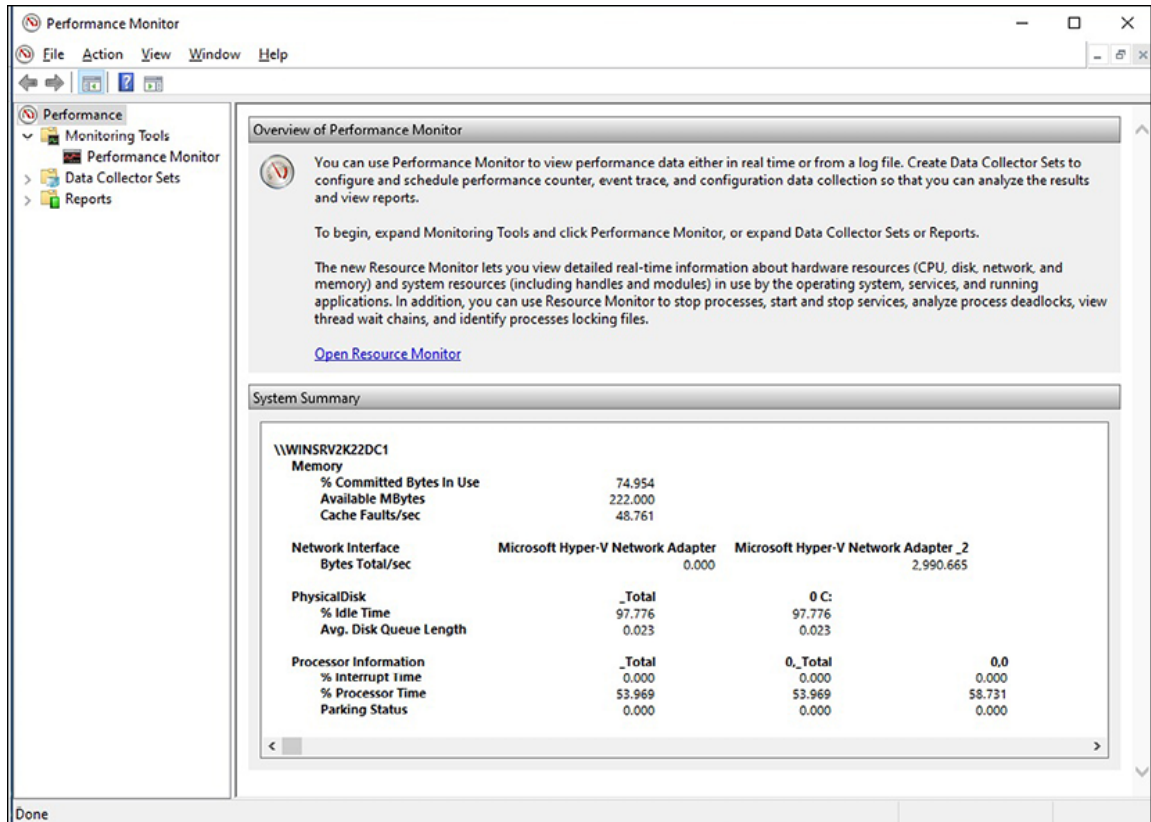 Performance Monitor
File Action View Window Help
Performance
Monitoring Tools
Performance Monitor
Data Collector Sets
Reports
Overview of Performance Monitor
You can use Performance Monitor to view performance data either in real time or from a log file. Create Data Collector Sets to
configure and schedule performance counter, event trace, and configuration data collection so that you can analyze the results
and view reports.
To begin, expand Monitoring Tools and click Performance Monitor, or expand Data Collector Sets or Reports.
The new Resource Monitor lets you view detailed real-time information about hardware resources (CPU, disk, network, and
memory) and system resources (including handles and modules) in use by the operating system, services, and running
applications. In addition, you can use Resource Monitor to stop processes, start and stop services, analyze process deadlocks, view
thread wait chains, and identify processes locking files.
Open Resource Monitor
System Summary
\\WINSRV2K22DC1
Memory
% Committed Bytes In Use 74.954
Available MBytes 222.000
Cache Faults/sec 48.761
Network Interface Microsoft Hyper-V Network Adapter Microsoft Hyper-V Network Adapter _2
Bytes Total/sec 0.000 2,990.665
PhysicalDisk _Total 0 C:
% Idle Time 97.776 97.776
Avg. Disk Queue Length 0.023 0.023
Processor Information _Total 0,_Total 0,0
% Interrupt Time 0.000 0.000 0.000
% Processor Time 53.969 53.969 58.731
Parking Status 0.000 0.000 0.000
Done